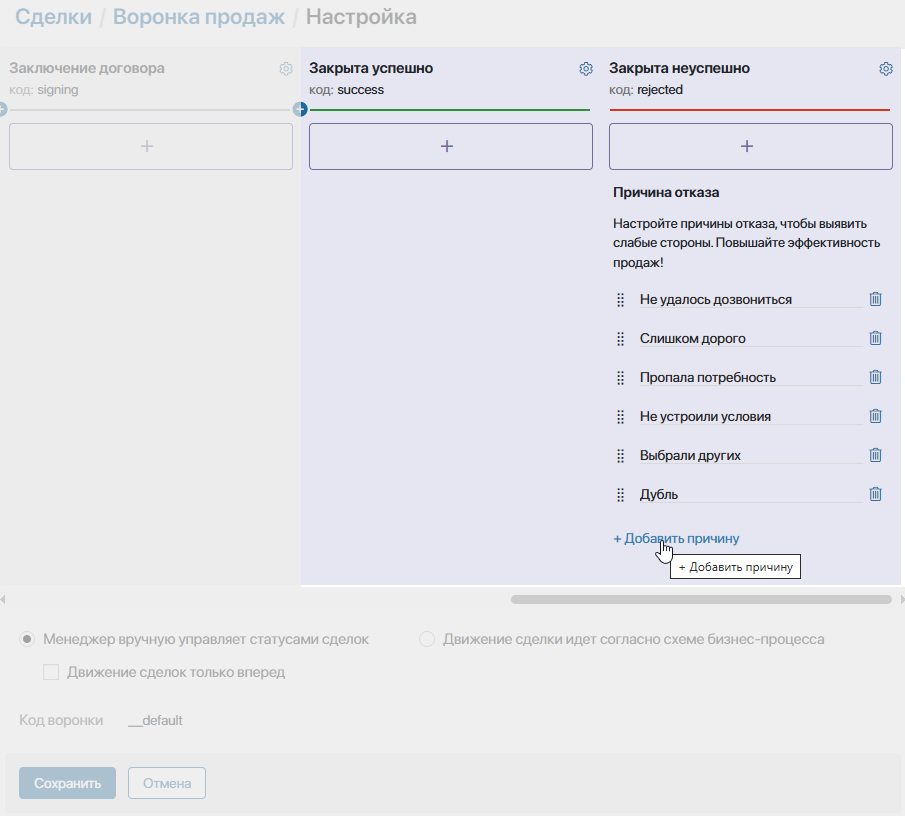 Сделки / Воронка продаж / Настройка
Заключение договора
код: signing
Закрыта успешно
код: success
Закрыта неуспешно
код: rejected
+
+
+
Причина отказа
Настройте причины отказа, чтобы выявить
слабые стороны. Повышайте эффективность
продаж!
Не удалось дозвониться
Слишком дорого
Пропала потребность
Не устроили условия
Выбрали других
Дубль
+ Добавить причину
+ Добавить причину
Менеджер вручную управляет статусами сделок
Движение сделки идет согласно схеме бизнес-процесса
Движение сделок только вперед
Код воронки __default
Сохранить
Отмена